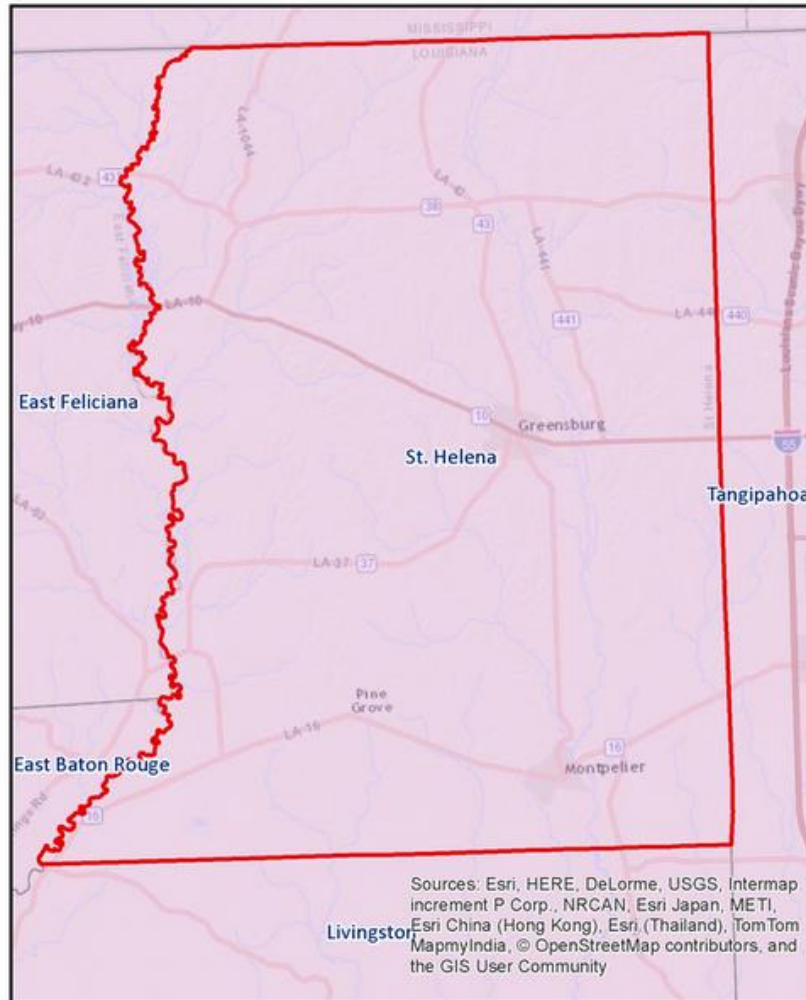 MISSISSIPPI
LOUISIANA
LA-1044
LA-432
43
LA-43
38
43
LA-441
LA-10
441
440
East Feliciana
10
Greensburg
St. Helena
St Helena
55
Tangipahoa
LA-37
37
Pine
Grove
LA-16
16
Montpelier
East Baton Rouge
16
Livingston
Sources: Esri, HERE, DeLorme, USGS, Intermap
increment P Corp., NRCAN, Esri Japan, METI,
Esri China (Hong Kong), Esri (Thailand), TomTom
MapmyIndia, © OpenStreetMap contributors, and
the GIS User Community